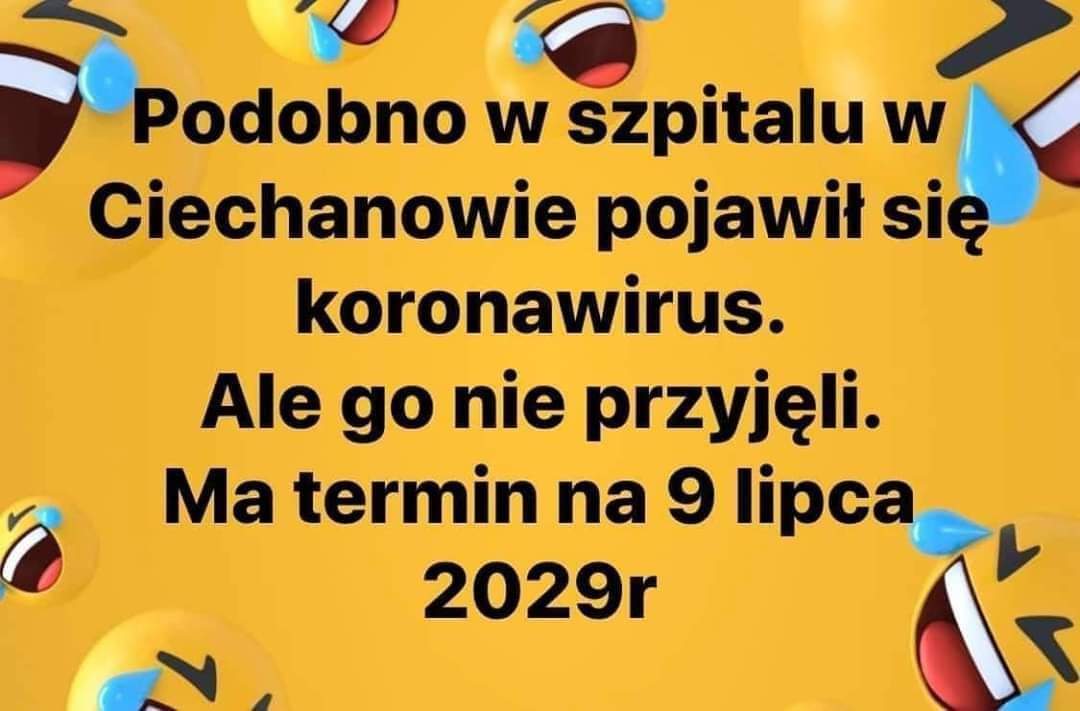 Podobno w szpitalu w
Ciechanowie pojawił się
koronawirus.
Ale go nie przyjęli.
Ma termin na 9 lipca
2029r